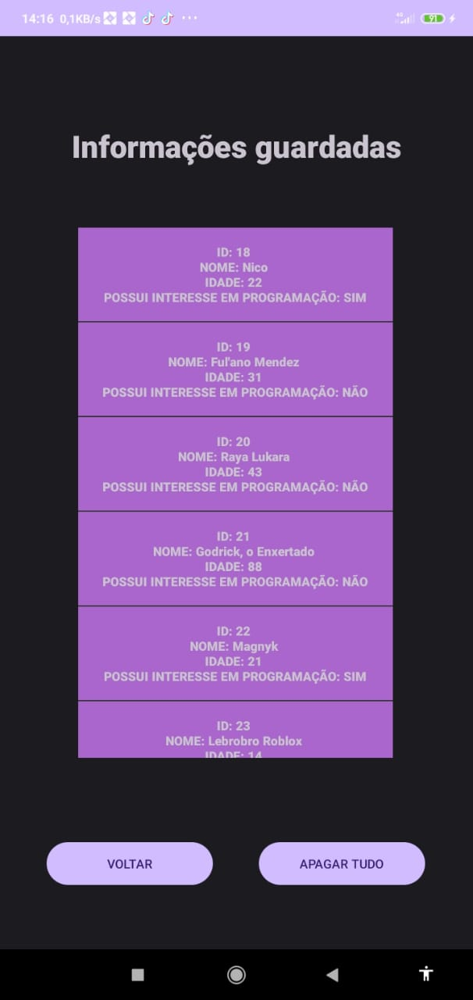 14:16 0,1KB/s
4G 91
Informações guardadas
ID: 18
NOME: Nico
IDADE: 22
POSSUI INTERESSE EM PROGRAMAÇÃO: SIM
ID: 19
NOME: Ful'ano Mendez
IDADE: 31
POSSUI INTERESSE EM PROGRAMAÇÃO: NÃO
ID: 20
NOME: Raya Lukara
IDADE: 43
POSSUI INTERESSE EM PROGRAMAÇÃO: NÃO
ID: 21
NOME: Godrick, o Enxertado
IDADE: 88
POSSUI INTERESSE EM PROGRAMAÇÃO: NÃO
ID: 22
NOME: Magnyk
IDADE: 21
POSSUI INTERESSE EM PROGRAMAÇÃO: SIM
ID: 23
NOME: Lebrobro Roblox
IDADE: 14
VOLTAR
APAGAR TUDO